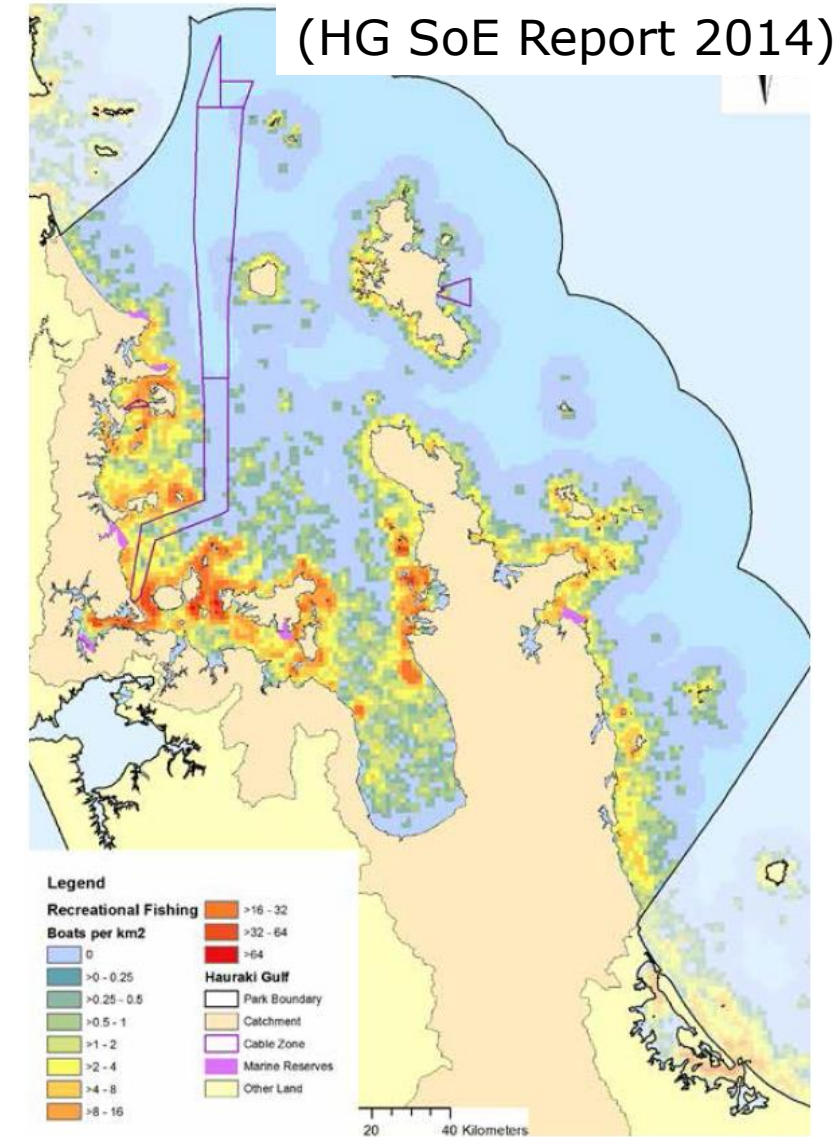 (HG SoE Report 2014)
Legend
Recreational Fishing
Boats per km2
0
>0 - 0.25
>0.25 - 0.5
>0.5 - 1
>1 - 2
>2 - 4
>4 - 8
>8 - 16
>16 - 32
>32 - 64
>64
Hauraki Gulf
Park Boundary
Catchment
Cable Zone
Marine Reserves
Other Land
20 40 Kilometers